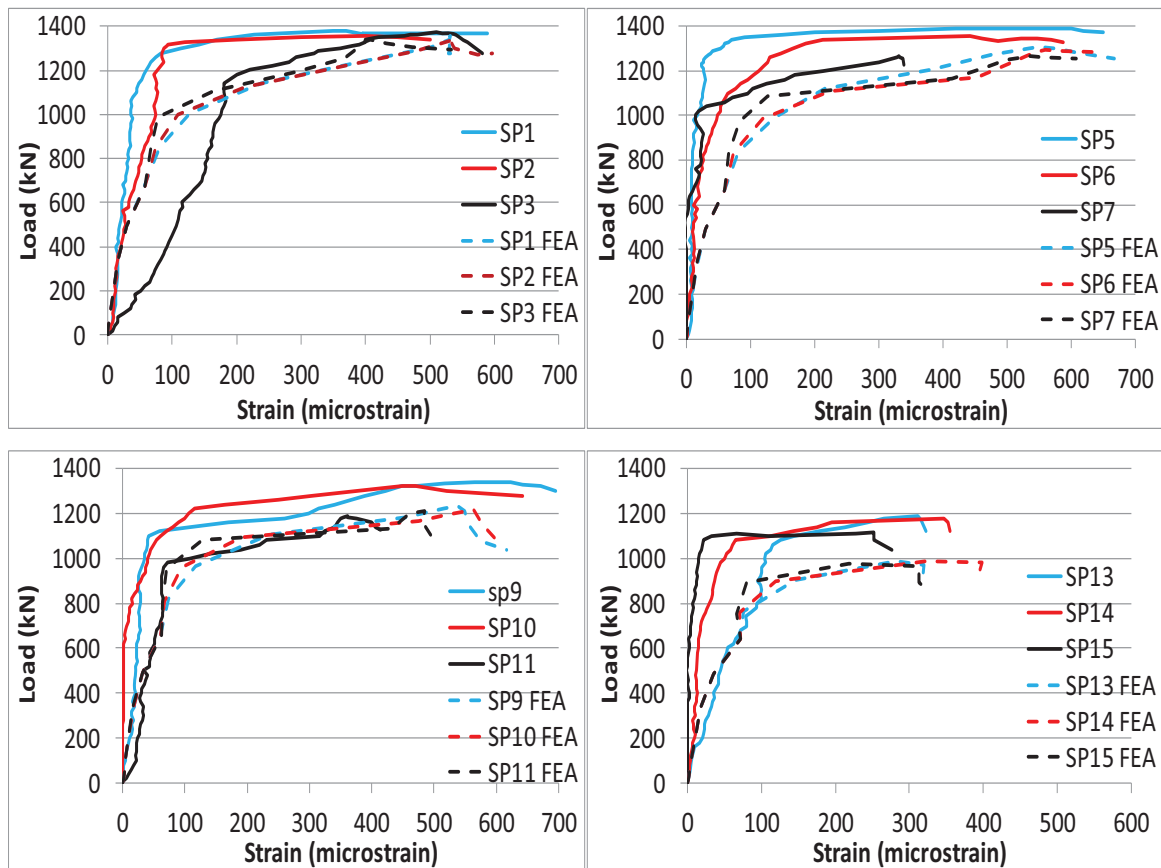 1400
1200
1000
800
600
400
200
0
Load (kN)
SP1
SP2
SP3
SP1 FEA
SP2 FEA
SP3 FEA
0 100 200 300 400 500 600 700
Strain (microstrain)
1400
1200
1000
800
600
400
200
0
Load (kN)
SP5
SP6
SP7
SP5 FEA
SP6 FEA
SP7 FEA
0 100 200 300 400 500 600 700
Strain (microstrain)
1400
1200
1000
800
600
400
200
0
Load (kN)
sp9
SP10
SP11
SP9 FEA
SP10 FEA
SP11 FEA
0 100 200 300 400 500 600 700
Strain (microstrain)
1400
1200
1000
800
600
400
200
0
Load (kN)
SP13
SP14
SP15
SP13 FEA
SP14 FEA
SP15 FEA
0 100 200 300 400 500 600
Strain (microstrain)